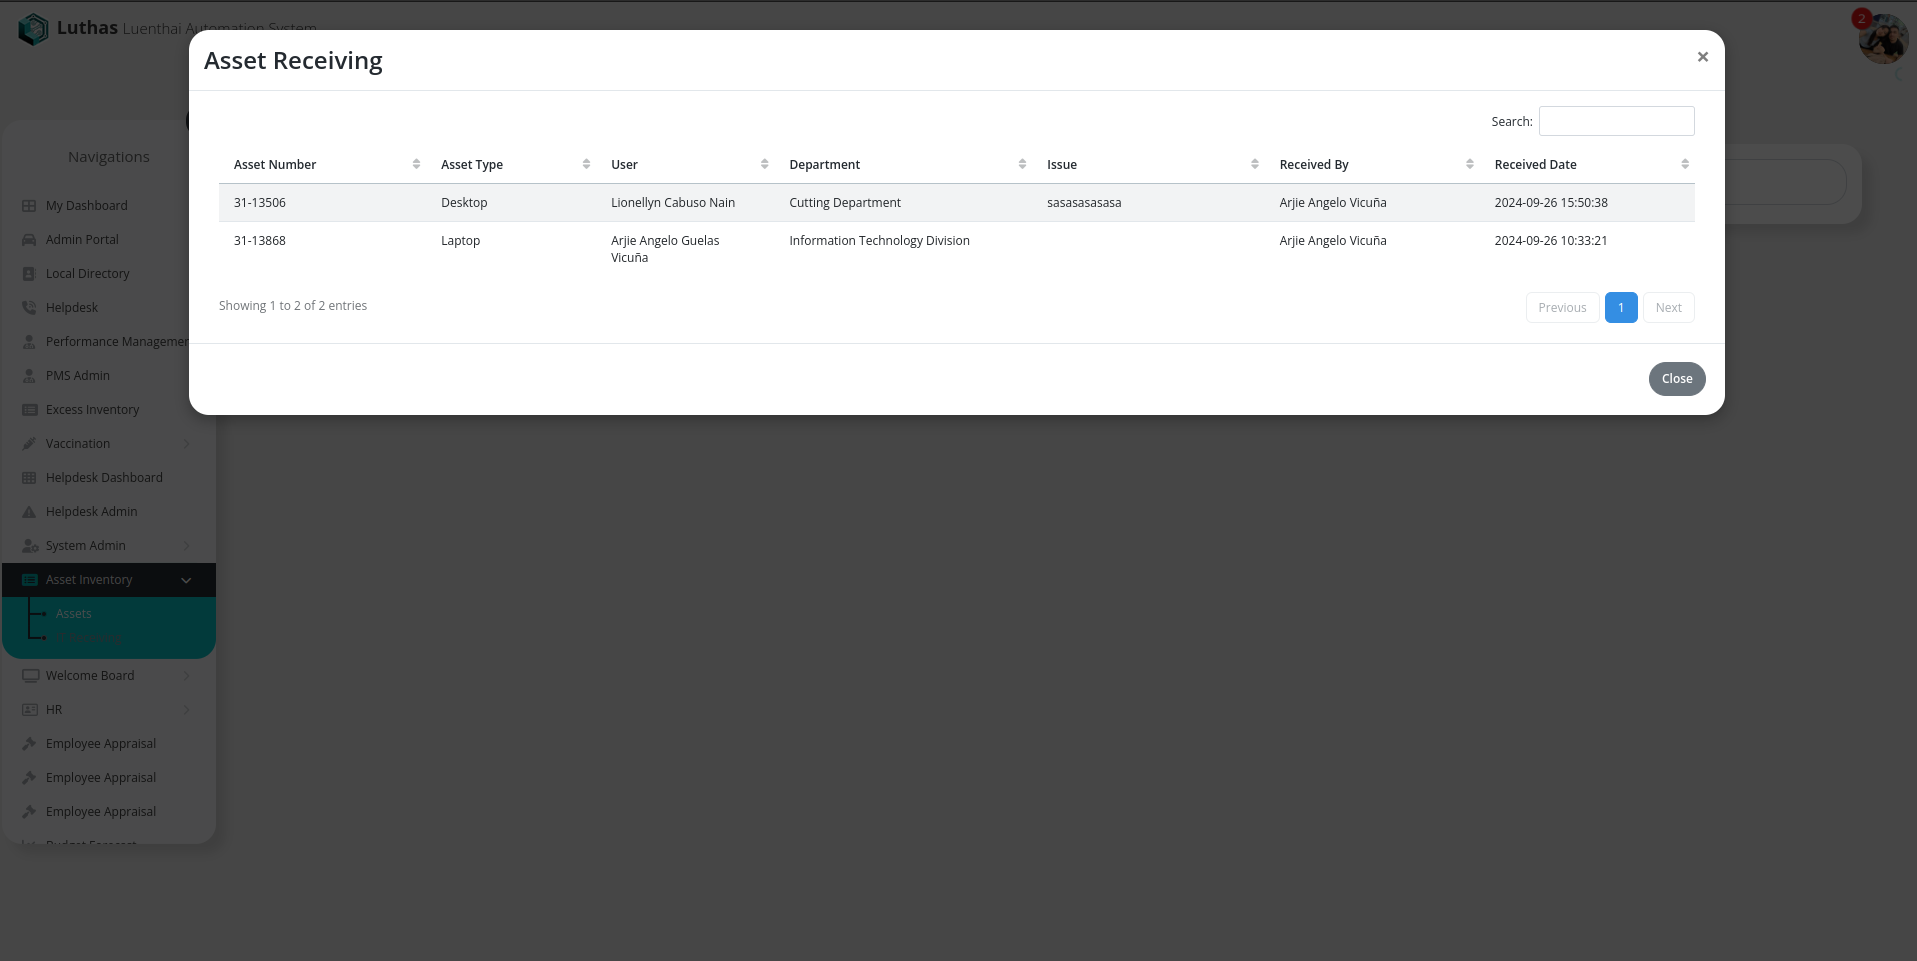 Luthas Luenthai Automation System
2
Asset Receiving
×
Search:
Navigations
Asset Number Asset Type User Department Issue Received By Received Date
31-13506 Desktop Lionellyn Cabuso Nain Cutting Department sasasasasasa Arjie Angelo Vicuña 2024-09-26 15:50:38
31-13868 Laptop Arjie Angelo Guelas Information Technology Division Arjie Angelo Vicuña 2024-09-26 10:33:21
Vicuña
Showing 1 to 2 of 2 entries
Previous 1 Next
Close
My Dashboard
Admin Portal
Local Directory
Helpdesk
Performance Managemen
PMS Admin
Excess Inventory
Vaccination
Helpdesk Dashboard
Helpdesk Admin
System Admin
Asset Inventory
Assets
Welcome Board
HR
Employee Appraisal
Employee Appraisal
Employee Appraisal
Budget Forecast